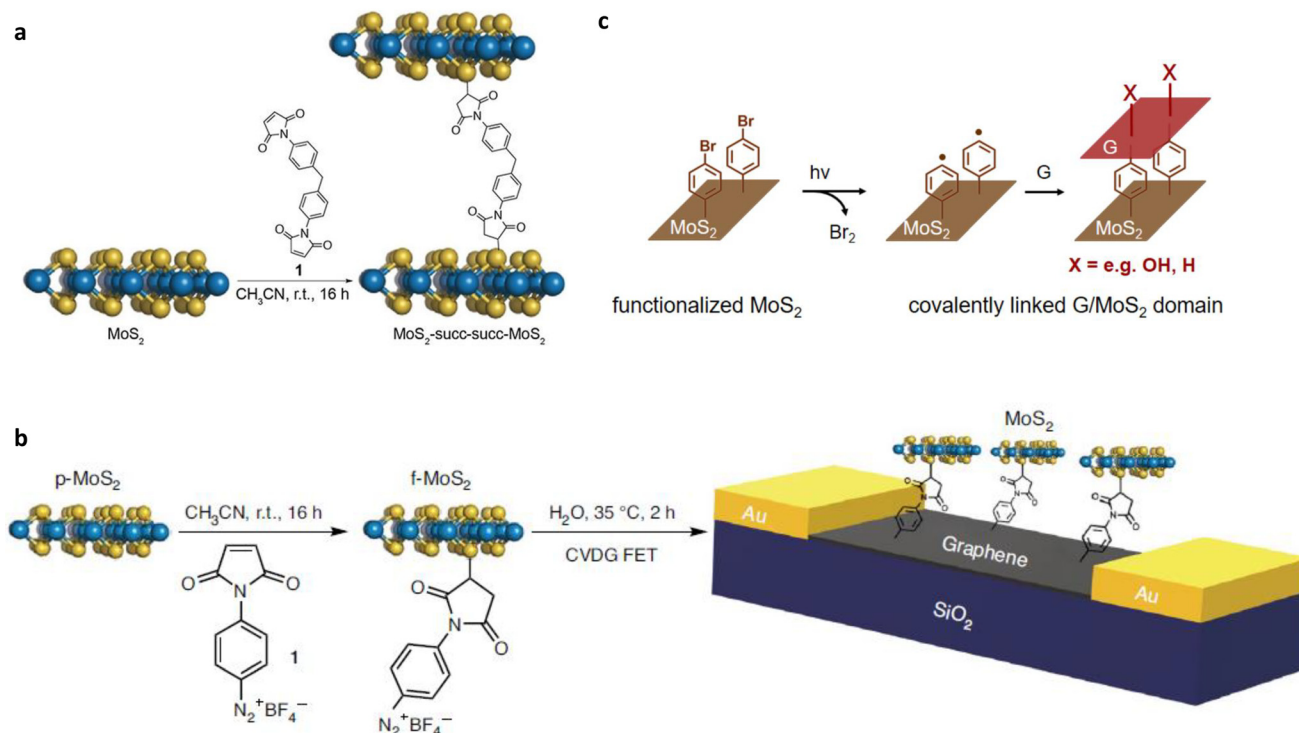 a
O
N
O
O
N
O
1
CH₃CN, r.t., 16 h
MoS₂
O
N
O
O
N
O
MoS₂-succ-succ-MoS₂
c
Br
Br
MoS₂
hν
Br₂
MoS₂
G
X
X
G
MoS₂
X = e.g. OH, H
functionalized MoS₂
covalently linked G/MoS₂ domain
b
p-MoS₂
CH₃CN, r.t., 16 h
O
N
O
1
N₂⁺BF₄⁻
f-MoS₂
O
N
O
N₂⁺BF₄⁻
H₂O, 35 °C, 2 h
CVDG FET
MoS₂
O
N
O
O
N
O
O
N
O
Au
Graphene
Au
SiO₂